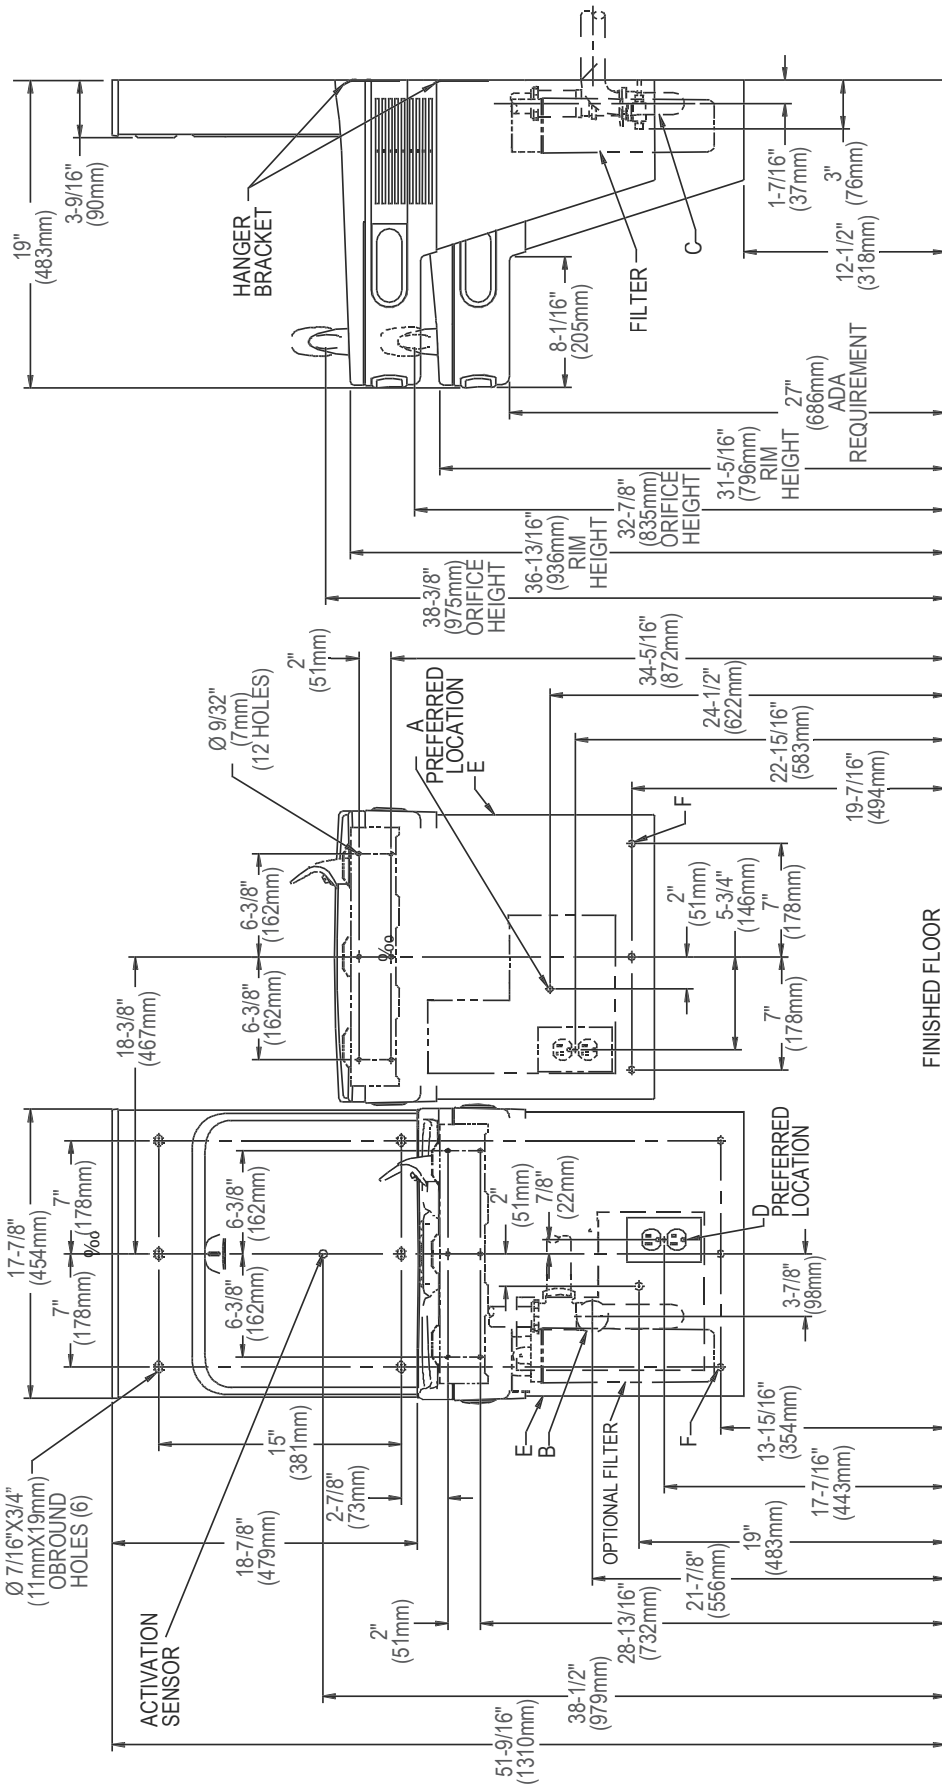 Ø 7/16"X3/4"
(11mmX19mm)
OBROUND
HOLES (6)
ACTIVATION
SENSOR
17-7/8"
(454mm)
7"
(178mm)
7"
(178mm)
‰
6-3/8"
(162mm)
6-3/8"
(162mm)
15"
(381mm)
2-7/8"
(73mm)
18-7/8"
(479mm)
2"
(51mm)
51-9/16"
(1310mm)
38-1/2"
(979mm)
28-13/16"
(732mm)
21-7/8"
(556mm)
19"
(483mm)
17-7/16"
(443mm)
13-15/16"
(354mm)
2"
(51mm)
7/8"
(22mm)
E
B
OPTIONAL FILTER
F
3-7/8"
(98mm)
D
PREFERRED
LOCATION
18-3/8"
(467mm)
6-3/8"
(162mm)
6-3/8"
(162mm)
Ø 9/32"
(7mm)
(12 HOLES)
2"
(51mm)
‰
A
PREFERRED
LOCATION
E
34-5/16"
(872mm)
24-1/2"
(622mm)
22-15/16"
(583mm)
19-7/16"
(494mm)
F
2"
(51mm)
5-3/4"
(146mm)
7"
(178mm)
7"
(178mm)
FINISHED FLOOR
19"
(483mm)
3-9/16"
(90mm)
HANGER
BRACKET
38-3/8"
(975mm)
ORIFICE
HEIGHT
36-13/16"
(936mm)
RIM
HEIGHT
32-7/8"
(835mm)
ORIFICE
HEIGHT
31-5/16"
(796mm)
RIM
HEIGHT
27"
(686mm)
ADA
REQUIREMENT
8-1/16"
(205mm)
FILTER
C
1-7/16"
(37mm)
3"
(76mm)
12-1/2"
(318mm)